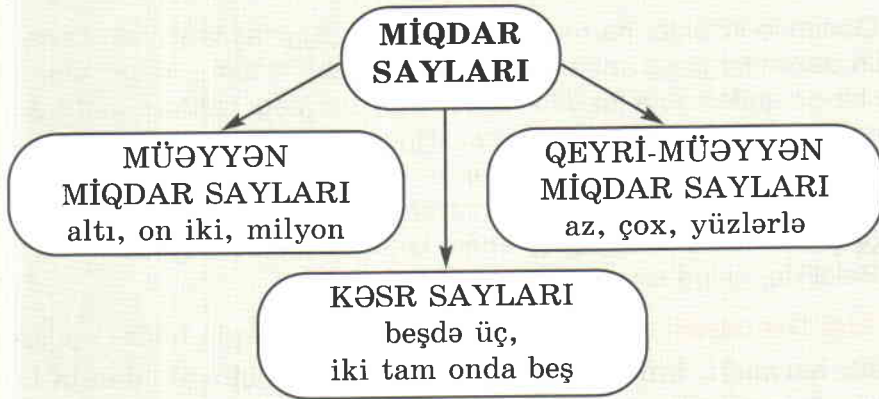 MİQDAR
SAYLARI
MÜƏYYƏN
MİQDAR SAYLARI
altı, on iki, milyon
QEYRİ-MÜƏYYƏN
MİQDAR SAYLARI
az, çox, yüzlərlə
KƏSR SAYLARI
beşdə üç,
iki tam onda beş